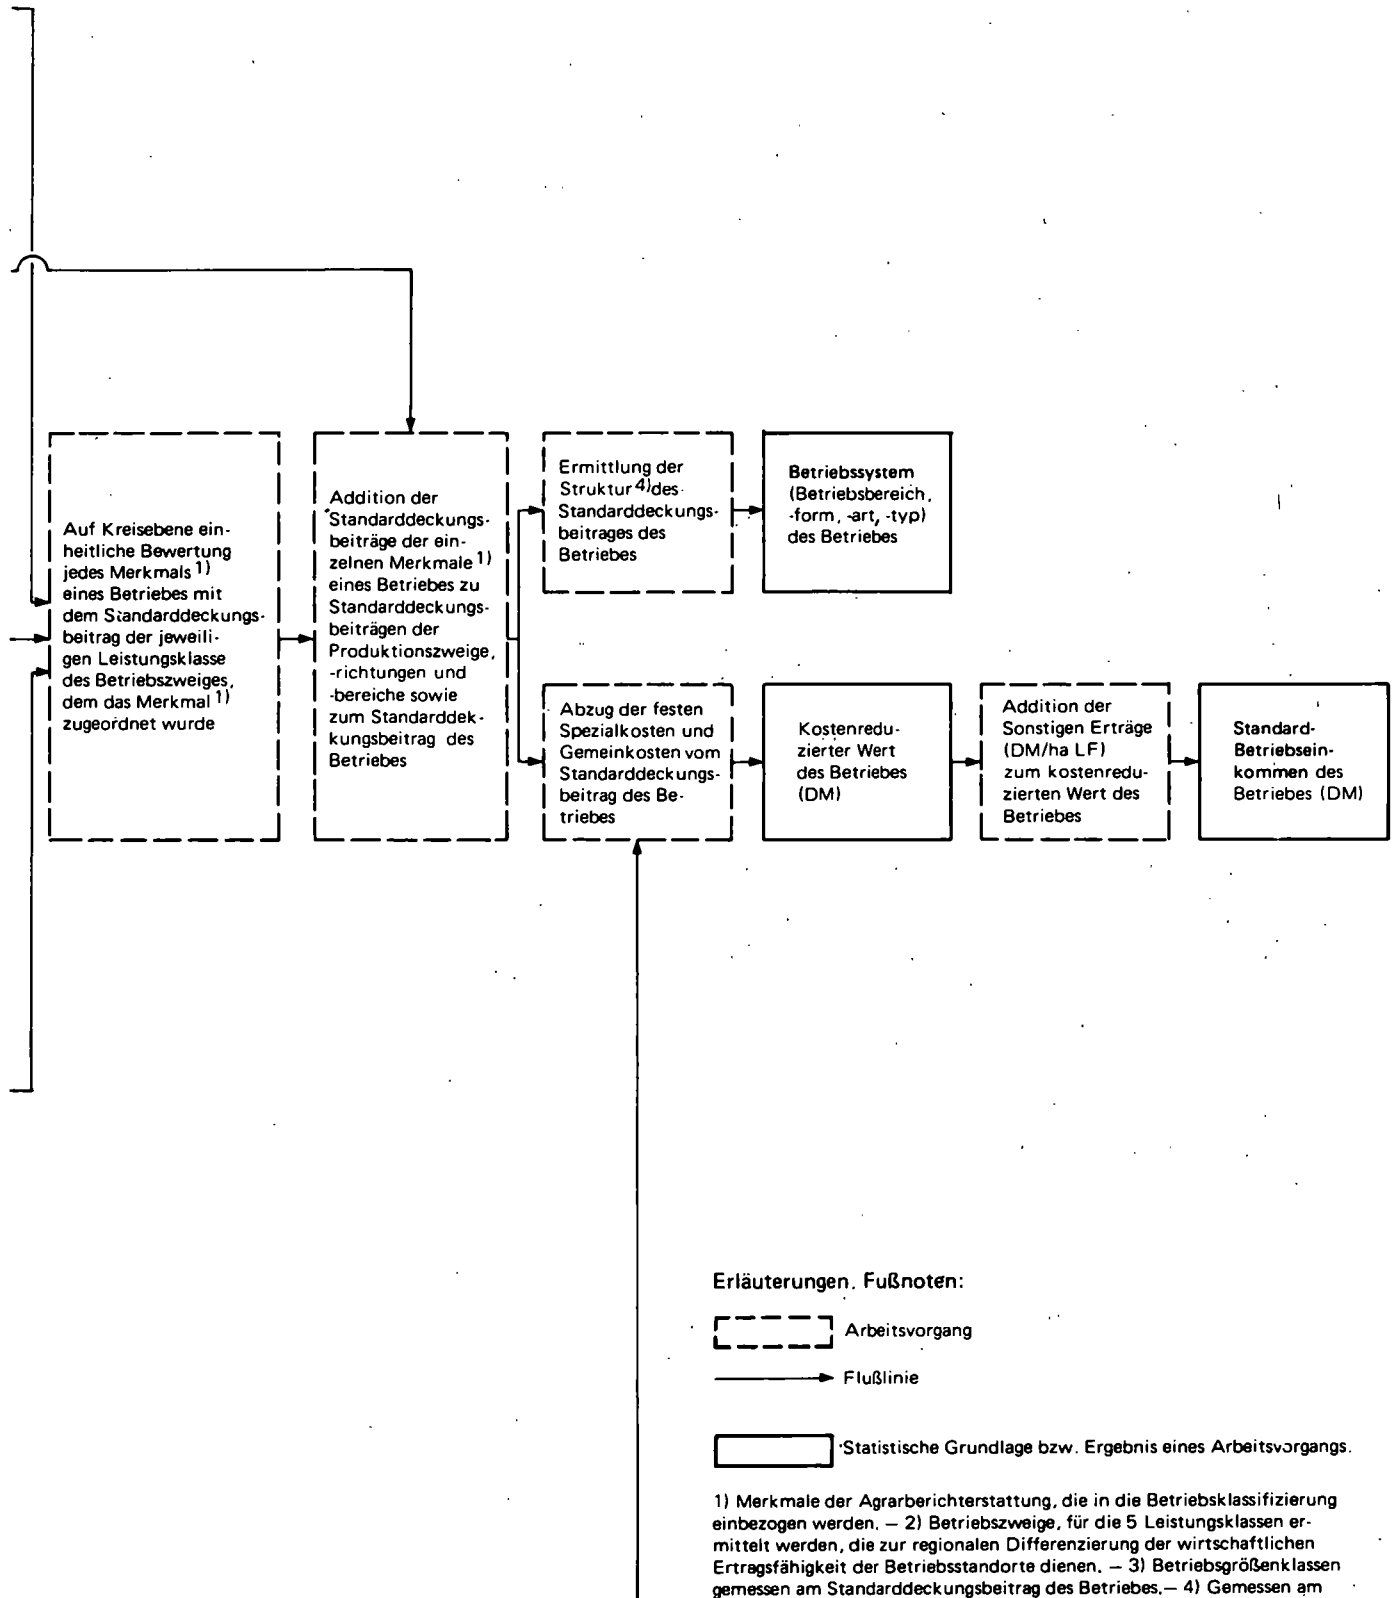 Auf Kreisebene ein-
heitliche Bewertung
jedes Merkmals 1)
eines Betriebes mit
dem Standarddeckungs-
beitrag der jeweili-
gen Leistungsklasse
des Betriebszweiges,
dem das Merkmal 1)
zugeordnet wurde
Addition der
Standarddeckungs-
beiträge der ein-
zelnen Merkmale 1)
eines Betriebes zu
Standarddeckungs-
beiträgen der
Produktionszweige,
-richtungen und
-bereiche sowie
zum Standarddek-
kungsbeitrag des
Betriebes
Ermittlung der
Struktur 4) des
Standarddeckungs-
beitrages des
Betriebes
Betriebssystem
(Betriebsbereich,
-form, -art, -typ)
des Betriebes
Abzug der festen
Spezialkosten und
Gemeinkosten vom
Standarddeckungs-
beitrag des Be-
triebes
Kostenredu-
zierter Wert
des Betriebes
(DM)
Addition der
Sonstigen Erträge
(DM/ha LF)
zum kostenredu-
zierten Wert des
Betriebes
Standard-
Betriebsein-
kommen des
Betriebes (DM)
Erläuterungen, Fußnoten:
Arbeitsvorgang
Flußlinie
Statistische Grundlage bzw. Ergebnis eines Arbeitsvorgangs.
1) Merkmale der Agrarberichterstattung, die in die Betriebsklassifizierung
einbezogen werden. — 2) Betriebszweige, für die 5 Leistungsklassen er-
mittelt werden, die zur regionalen Differenzierung der wirtschaftlichen
Ertragsfähigkeit der Betriebsstandorte dienen. — 3) Betriebsgrößenklassen
gemessen am Standarddeckungsbeitrag des Betriebes. — 4) Gemessen am